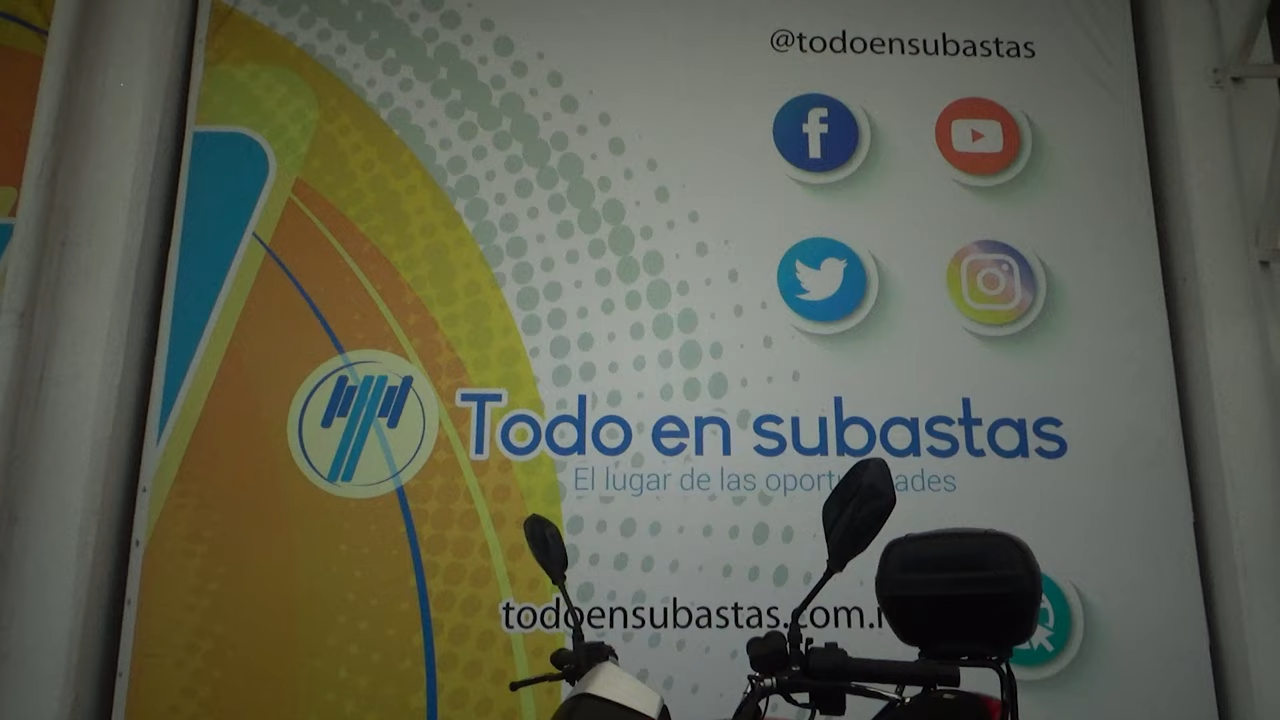 @todoensubastas
Todo en subastas
El lugar de las
todoensubastas.com.